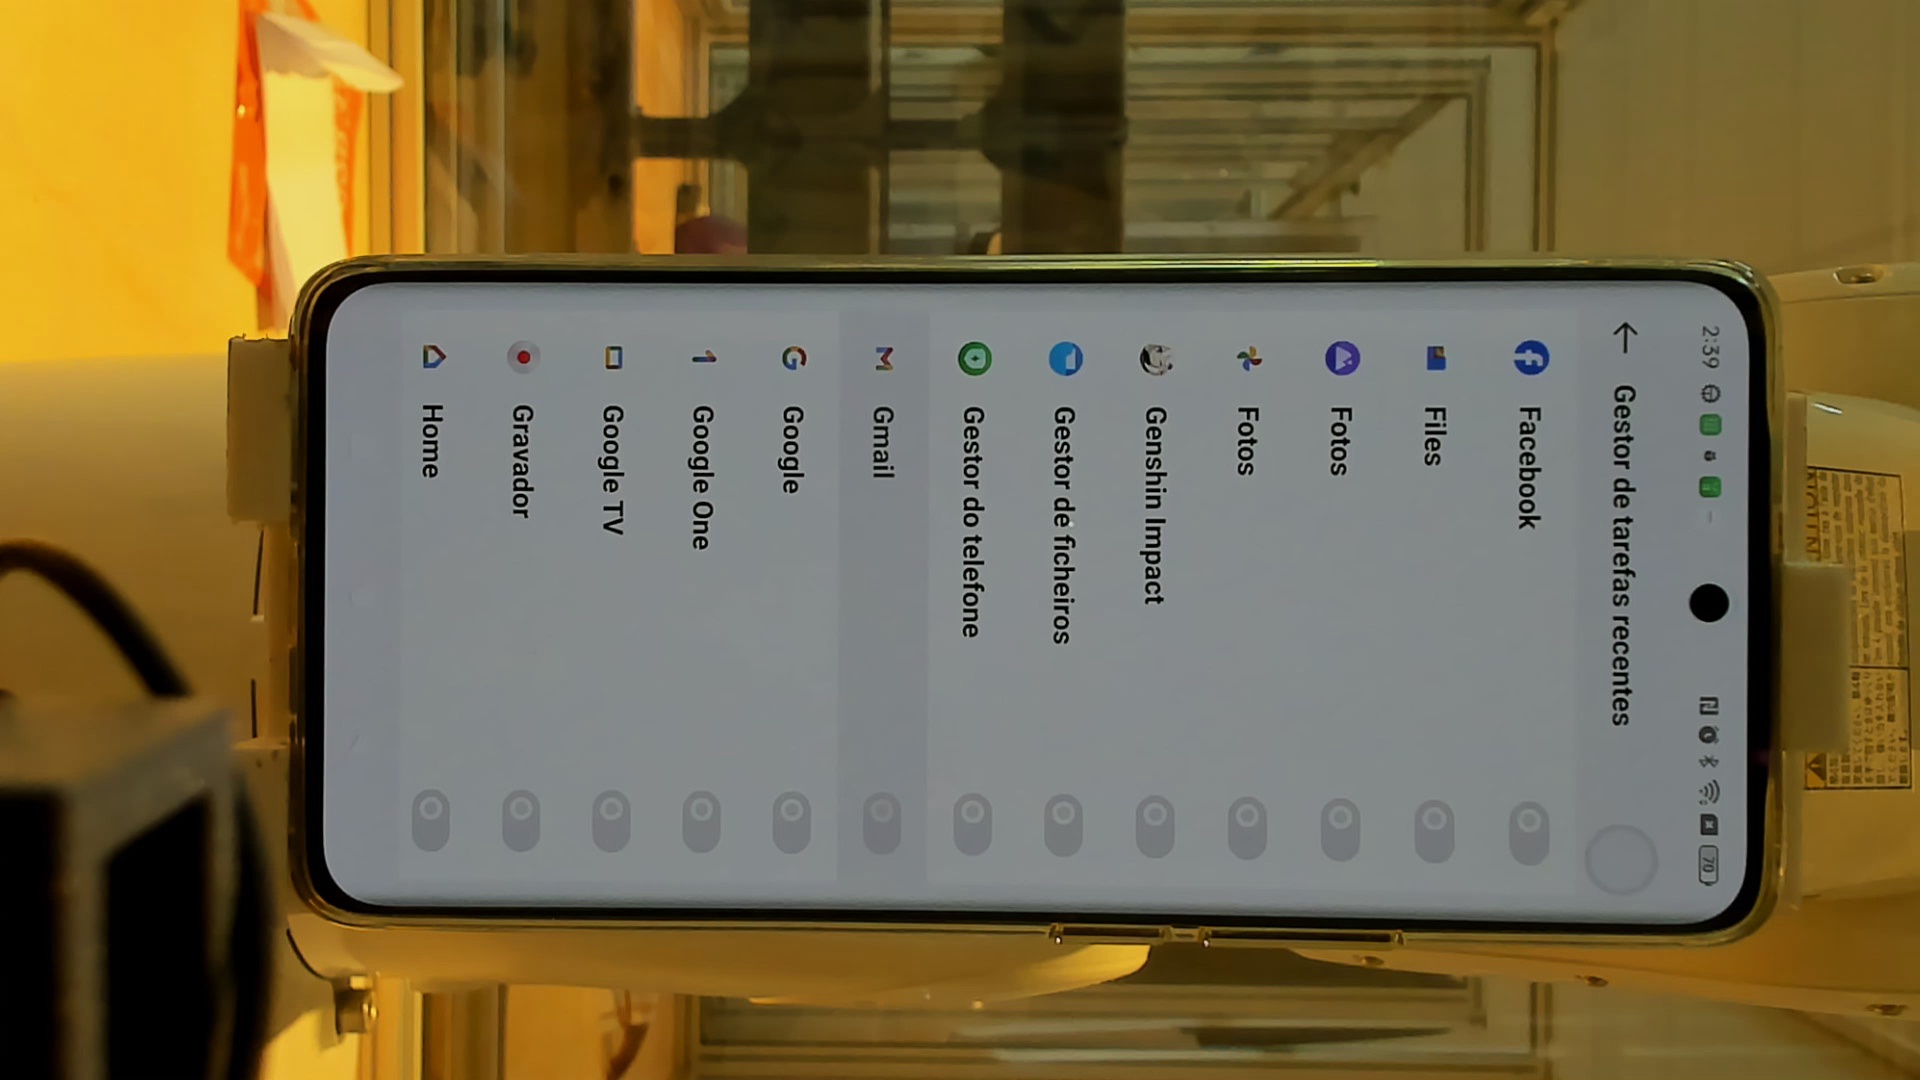 2:39
70
Gestor de tarefas recentes
Facebook
Files
Fotos
Fotos
Genshin Impact
Gestor de ficheiros
Gestor do telefone
Gmail
Google
Google One
Google TV
Gravador
Home